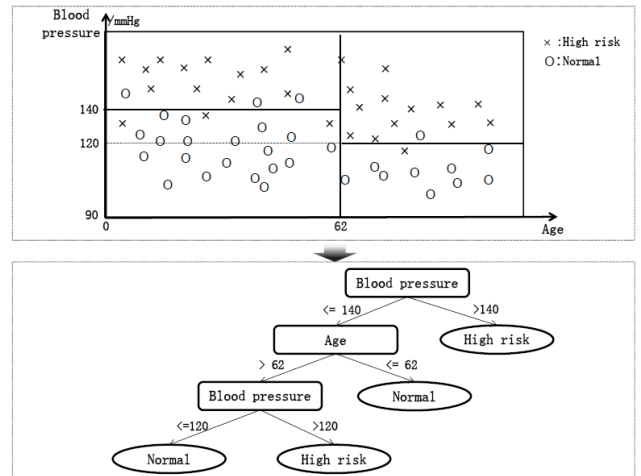 Blood
pressure
/mmHg
× :High risk
O:Normal
140
120
90
0
62
Age
Blood pressure
<= 140
>140
Age
High risk
> 62
<= 62
Blood pressure
Normal
<=120
>120
Normal
High risk